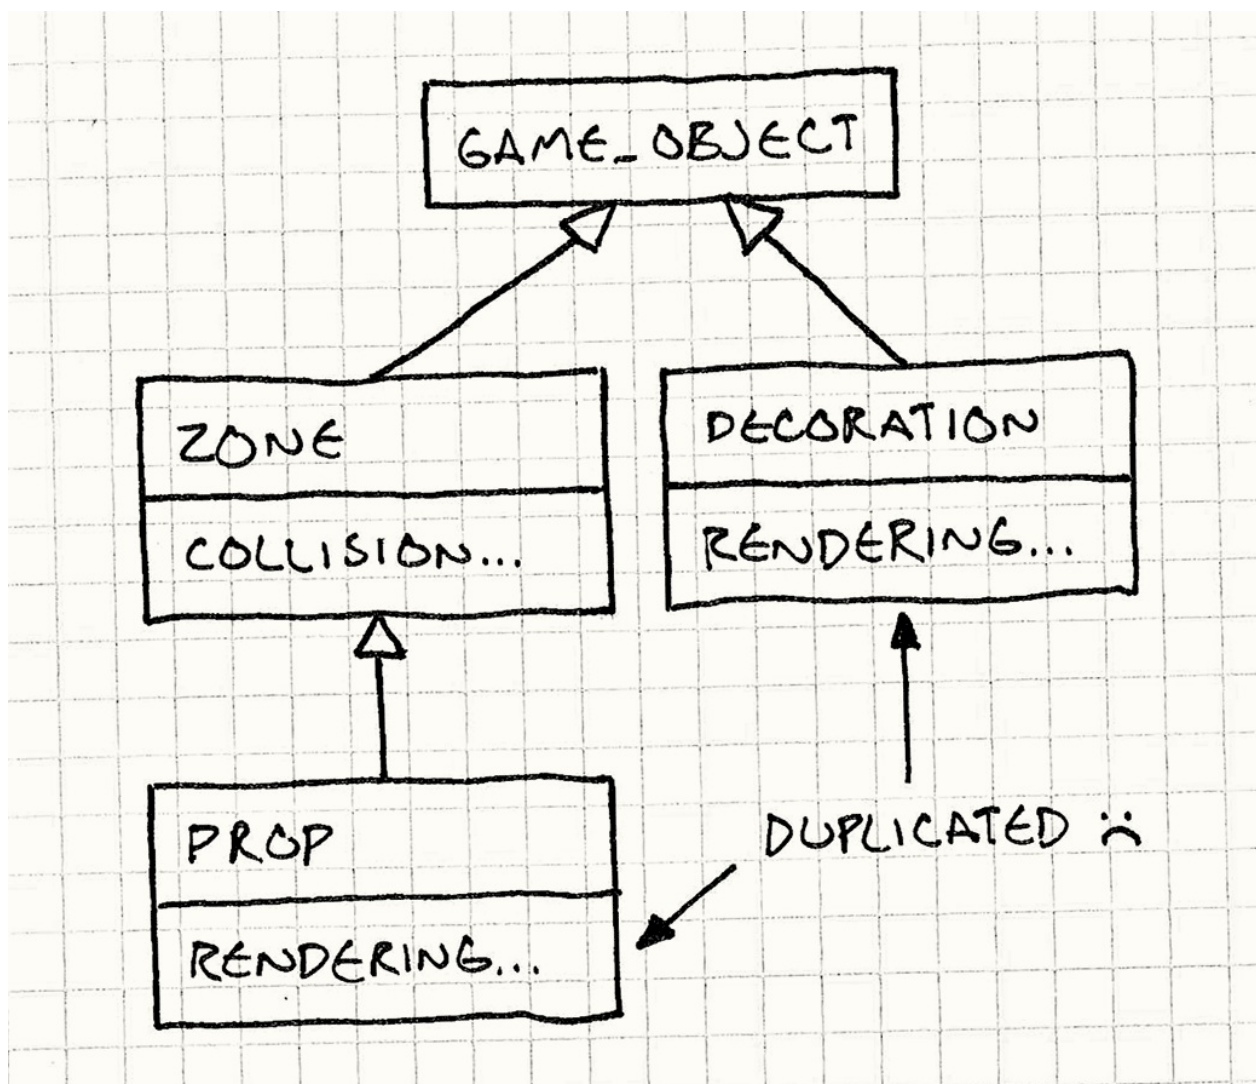 GAME_OBJECT
ZONE
COLLISION...
DECORATION
RENDERING...
PROP
RENDERING...
DUPLICATED :(